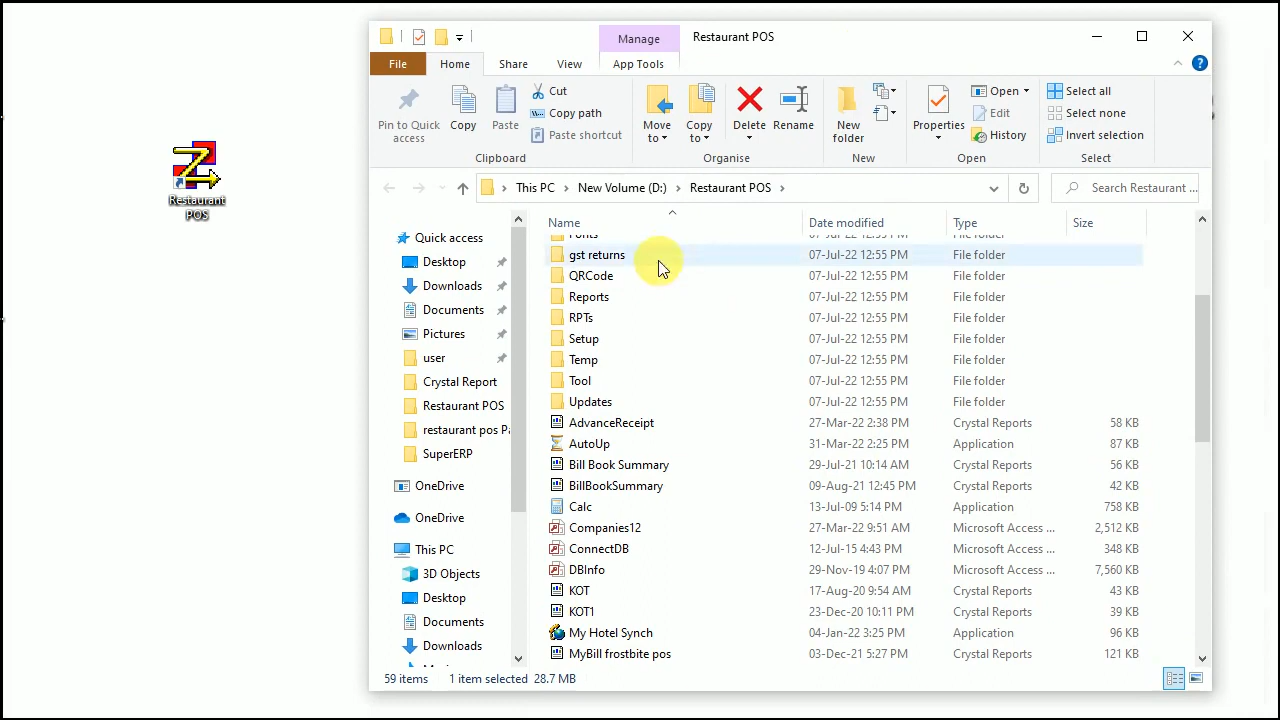 Restaurant
POS
Manage
Restaurant POS
File
Home
Share
View
App Tools
Pin to Quick
access
Copy
Paste
Cut
Copy path
Paste shortcut
Clipboard
Move
to
Copy
to
Delete
Rename
Organise
New
folder
New
Properties
Open
Edit
History
Open
Select all
Select none
Invert selection
Select
This PC
New Volume (D:)
Restaurant POS
Search Restaurant ...
Quick access
Desktop
Downloads
Documents
Pictures
user
Crystal Report
Restaurant POS
restaurant pos Pa
SuperERP
OneDrive
OneDrive
This PC
3D Objects
Desktop
Documents
Downloads
Name Date modified Type Size
Fonts 07-Jul-22 12:55 PM File folder
gst returns 07-Jul-22 12:55 PM File folder
QRCode 07-Jul-22 12:55 PM File folder
Reports 07-Jul-22 12:55 PM File folder
RPTs 07-Jul-22 12:55 PM File folder
Setup 07-Jul-22 12:55 PM File folder
Temp 07-Jul-22 12:55 PM File folder
Tool 07-Jul-22 12:55 PM File folder
Updates 07-Jul-22 12:55 PM File folder
AdvanceReceipt 27-Mar-22 2:38 PM Crystal Reports 58 KB
AutoUp 31-Mar-22 2:25 PM Application 87 KB
Bill Book Summary 29-Jul-21 10:14 AM Crystal Reports 56 KB
BillBookSummary 09-Aug-21 12:45 PM Crystal Reports 42 KB
Calc 13-Jul-09 5:14 PM Application 758 KB
Companies12 27-Mar-22 9:51 AM Microsoft Access ... 2,512 KB
ConnectDB 12-Jul-15 4:43 PM Microsoft Access ... 348 KB
DBInfo 29-Nov-19 4:07 PM Microsoft Access ... 7,560 KB
KOT 17-Aug-20 9:54 AM Crystal Reports 43 KB
KOT1 23-Dec-20 10:11 PM Crystal Reports 39 KB
My Hotel Synch 04-Jan-22 3:25 PM Application 96 KB
MyBill frostbite pos 03-Dec-21 5:27 PM Crystal Reports 121 KB
59 items 1 item selected 28.7 MB